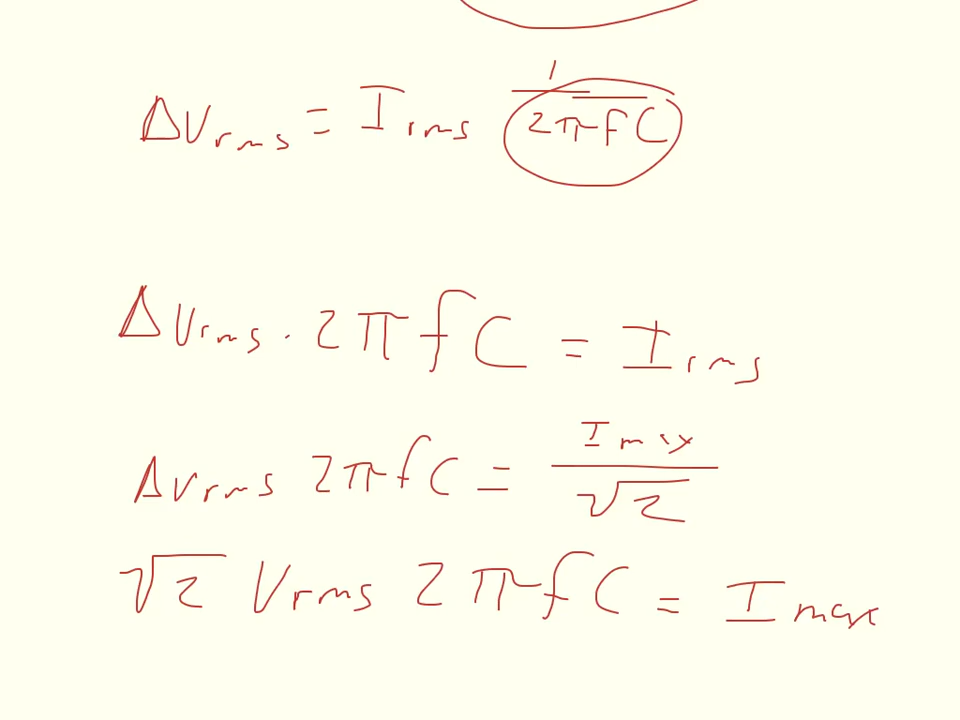 ΔVrms = Irms 1/2πfC
ΔVrms · 2πfC = Irms
ΔVrms 2πfC = Imax/√2
√2 Vrms 2πfC = Imax